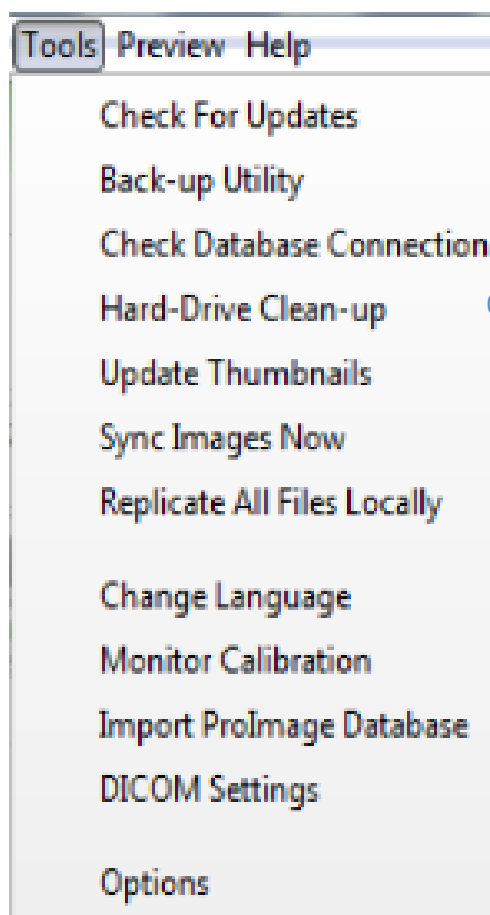 Tools Preview Help
Check For Updates
Back-up Utility
Check Database Connection
Hard-Drive Clean-up
Update Thumbnails
Sync Images Now
Replicate All Files Locally
Change Language
Monitor Calibration
Import ProImage Database
DICOM Settings
Options